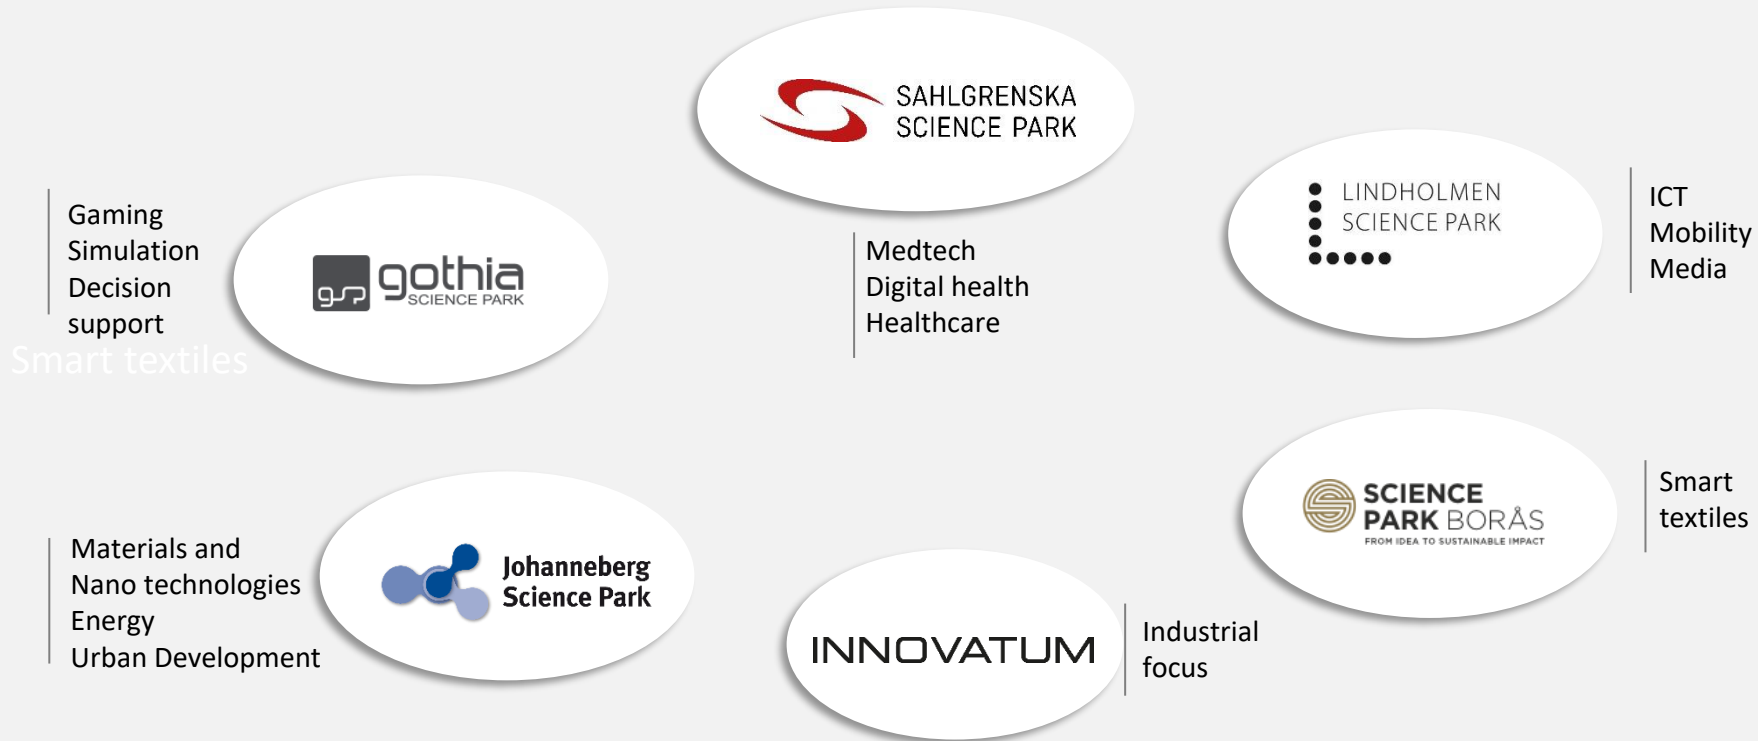 SAHLGRENSKA
SCIENCE PARK
Medtech
Digital health
Healthcare
Gaming
Simulation
Decision
support
Smart textiles
gsp gothia
SCIENCE PARK
LINDHOLMEN
SCIENCE PARK
ICT
Mobility
Media
Materials and
Nano technologies
Energy
Urban Development
Johanneberg
Science Park
INNOVATUM
Industrial
focus
SCIENCE
PARK BORÅS
FROM IDEA TO SUSTAINABLE IMPACT
Smart
textiles